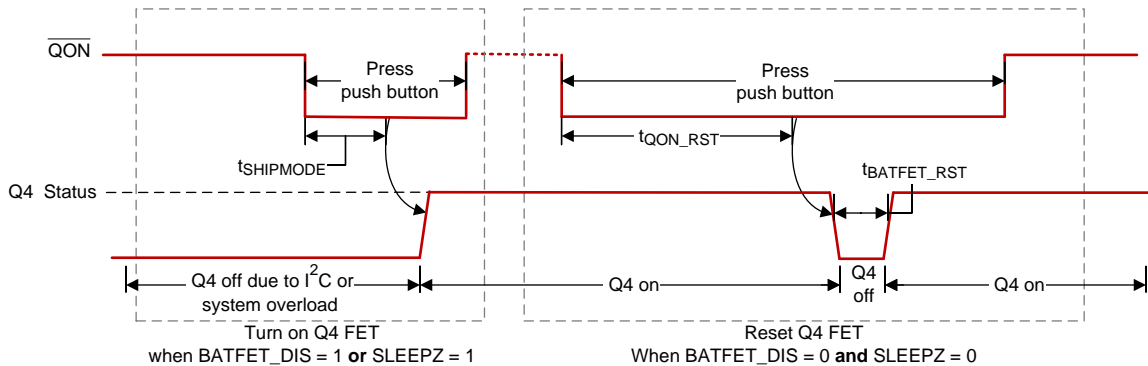 QON
Press
push button
Press
push button
tSHIPMODE
tQON_RST
tBATFET_RST
Q4 Status
Q4 off due to I2C or
system overload
Q4 on
Q4
off
Q4 on
Turn on Q4 FET
when BATFET_DIS = 1 or SLEEPZ = 1
Reset Q4 FET
When BATFET_DIS = 0 and SLEEPZ = 0